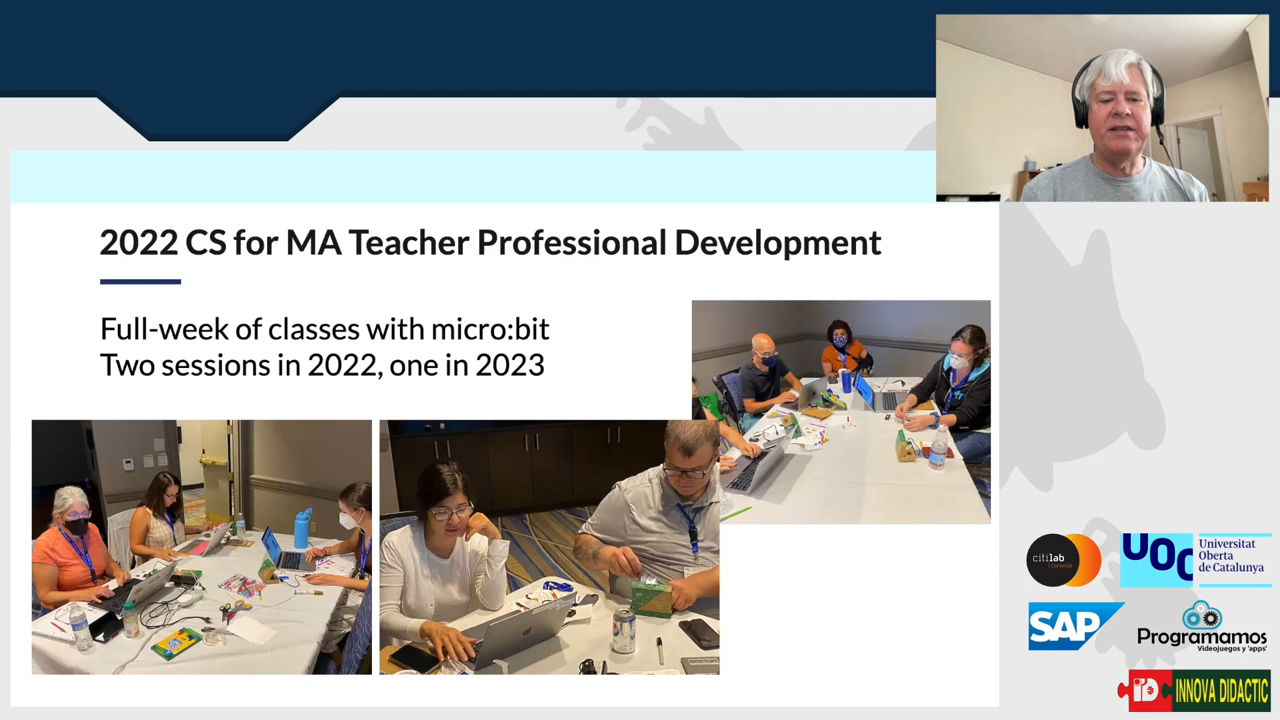 2022 CS for MA Teacher Professional Development
Full-week of classes with micro:bit
Two sessions in 2022, one in 2023
citilab
UOC
Universitat
Oberta
de Catalunya
SAP
Programamos
Videojuegos y 'apps'
iD INNOVA DIDACTIC